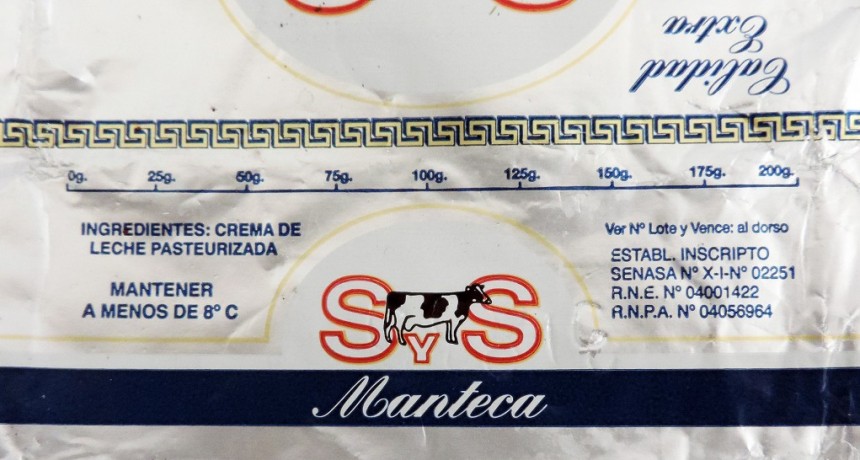 Calidad
Extra
0g. 25g. 50g. 75g. 100g. 125g. 150g. 175g. 200g.
INGREDIENTES: CREMA DE
LECHE PASTEURIZADA
MANTENER
A MENOS DE 8º C
Ver Nº Lote y Vence: al dorso
ESTABL. INSCRIPTO
SENASA Nº X-I-Nº 02251
R.N.E. Nº 04001422
R.N.P.A. Nº 04056964
SyS
Manteca